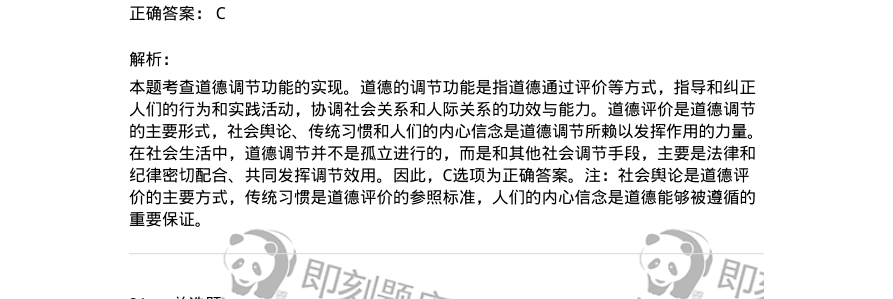 正确答案： C
解析：
本题考查道德调节功能的实现。道德的调节功能是指道德通过评价等方式，指导和纠正
人们的行为和实践活动，协调社会关系和人际关系的功效与能力。道德评价是道德调节
的主要形式，社会舆论、传统习惯和人们的内心信念是道德调节所赖以发挥作用的力量。
在社会生活中，道德调节并不是孤立进行的，而是和其他社会调节手段，主要是法律和
纪律密切配合、共同发挥调节效用。因此，C选项为正确答案。注：社会舆论是道德评
价的主要方式，传统习惯是道德评价的参照标准，人们的内心信念是道德能够被遵循的
重要保证。
即刻题库
即刻题